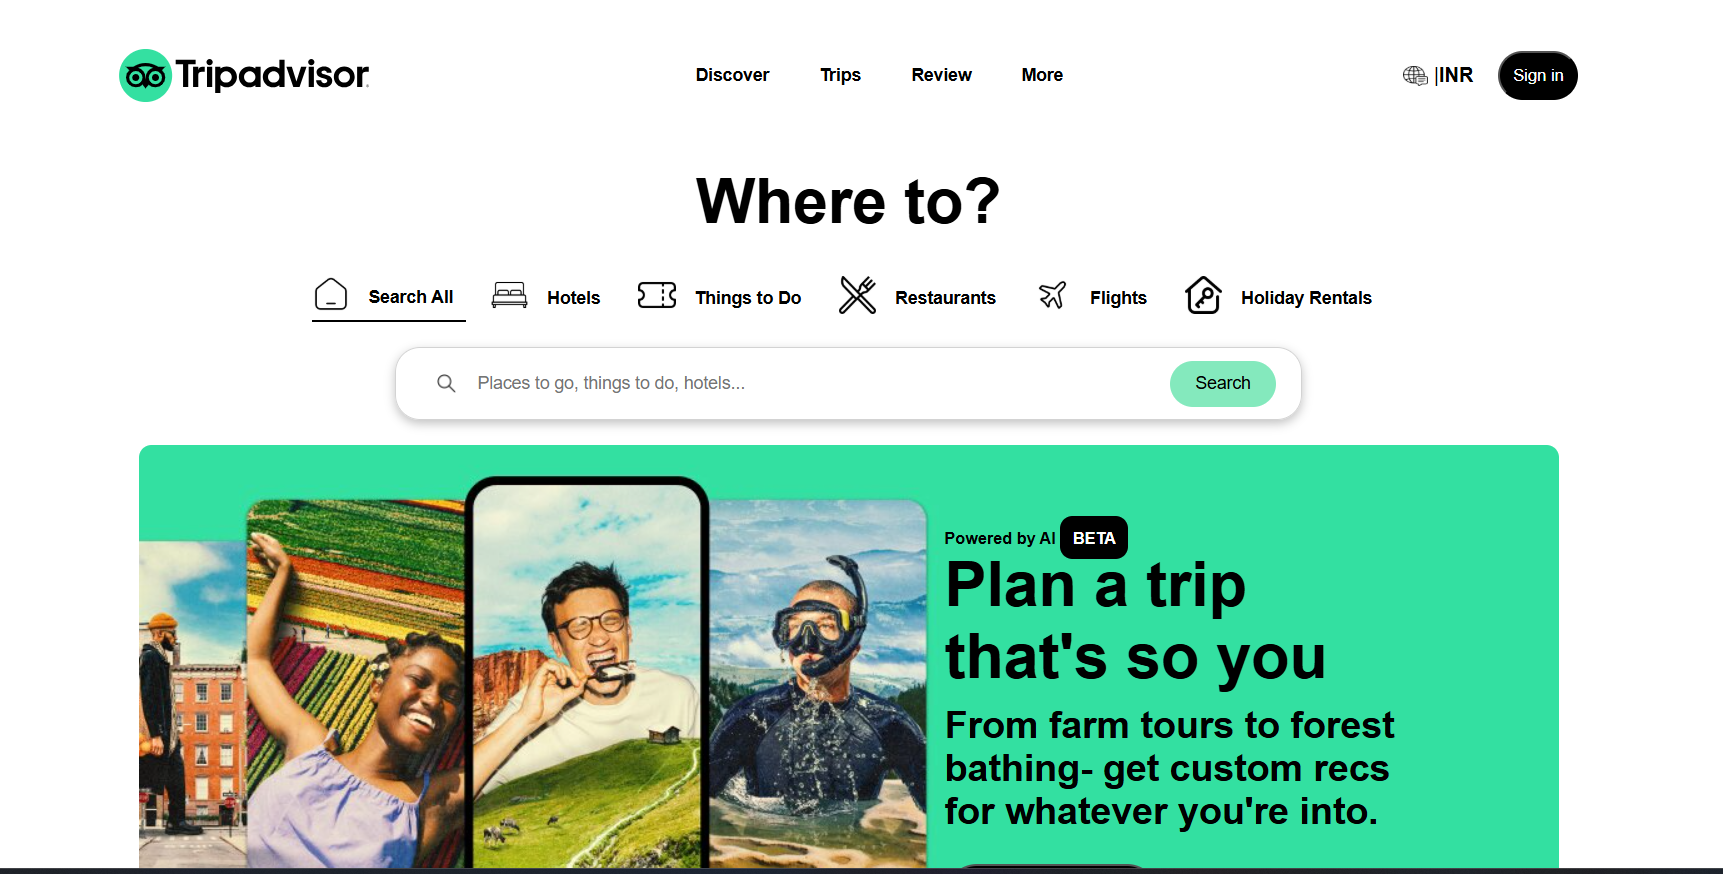 Tripadvisor
Discover Trips Review More
|INR
Sign in
Where to?
Search All Hotels Things to Do Restaurants Flights Holiday Rentals
Places to go, things to do, hotels...
Search
Powered by AI BETA
Plan a trip
that's so you
From farm tours to forest
bathing- get custom recs
for whatever you're into.